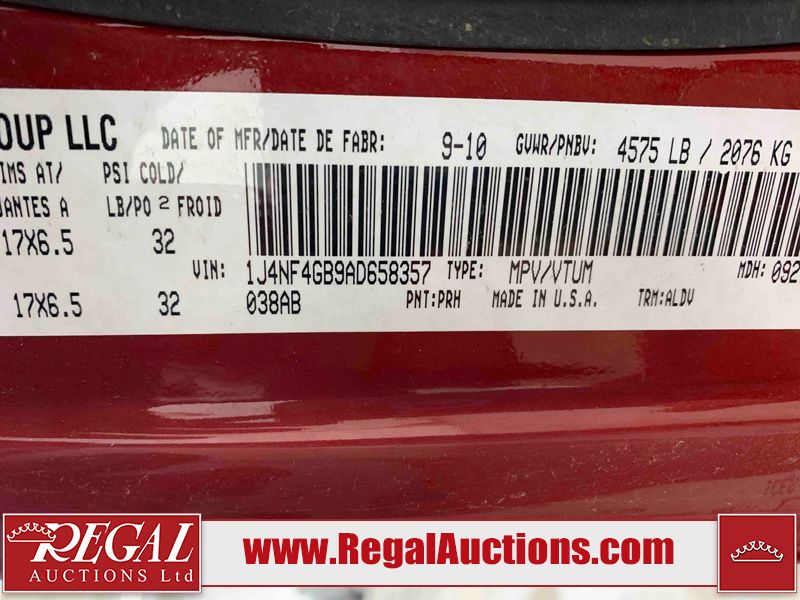 OUP LLC DATE OF MFR/DATE DE FABR: 9-10 GVWR/PNBV: 4575 LB / 2076 KG
IMS AT/ PSI COLD/
JANTES A LB/PO 2 FROID
17X6.5 32
VIN: 1J4NF4GB9AD658357 TYPE: MPV/VTUM MDH: 092
17X6.5 32 038AB PNT:PRH MADE IN U.S.A. TRM:ALDV
REGAL
AUCTIONS Ltd
www.RegalAuctions.com